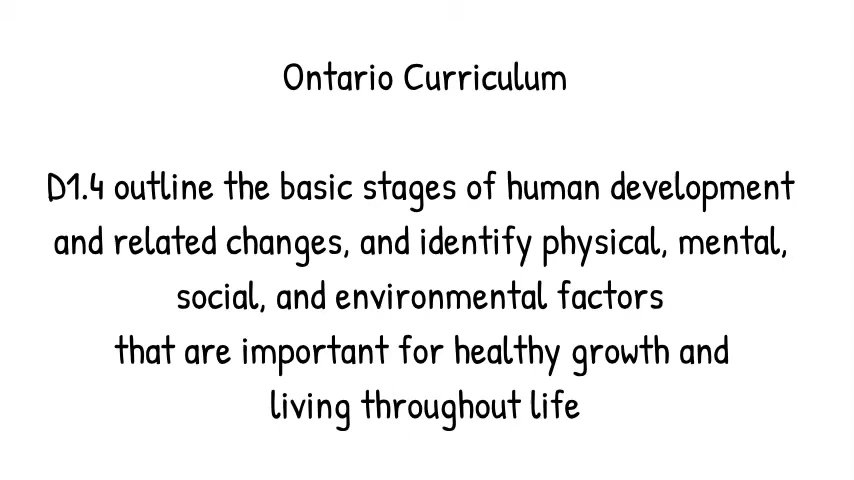 Ontario Curriculum
D1.4 outline the basic stages of human development
and related changes, and identify physical, mental,
social, and environmental factors
that are important for healthy growth and
living throughout life